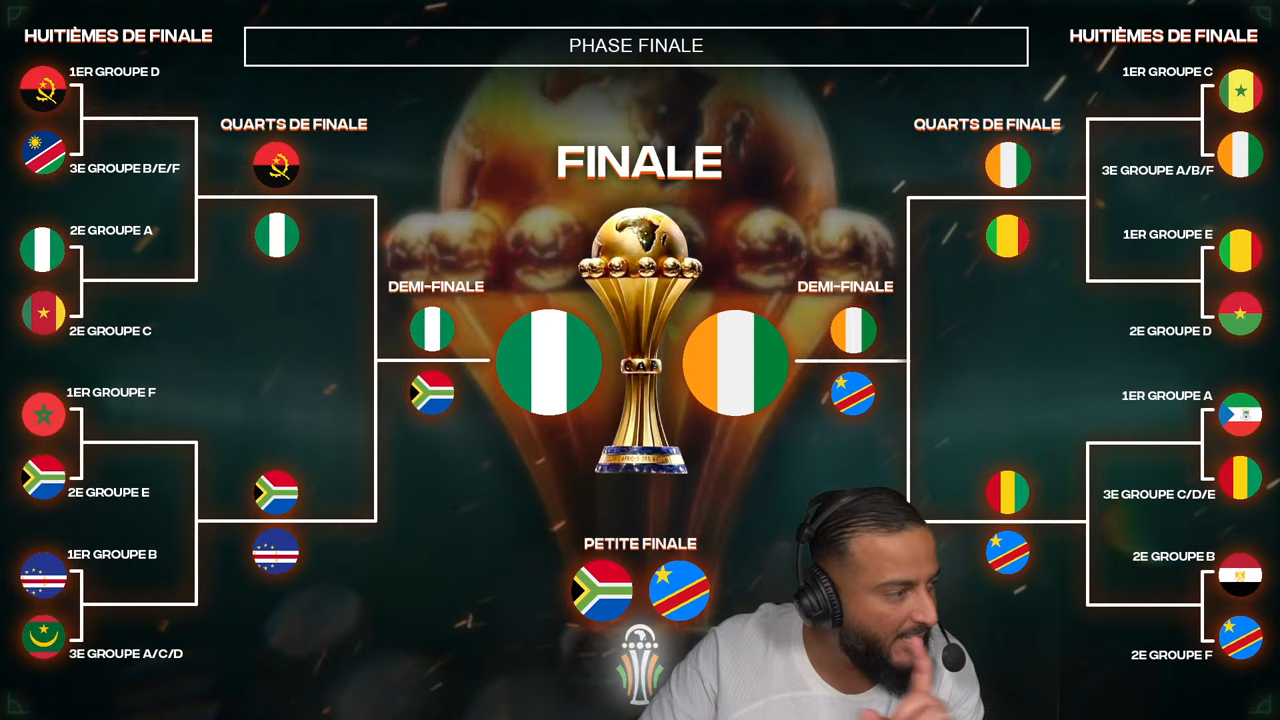 HUITIÈMES DE FINALE
PHASE FINALE
HUITIÈMES DE FINALE
1ER GROUPE D
3E GROUPE B/E/F
2E GROUPE A
2E GROUPE C
1ER GROUPE F
2E GROUPE E
1ER GROUPE B
3E GROUPE A/C/D
QUARTS DE FINALE
DEMI-FINALE
FINALE
CAF
PETITE FINALE
DEMI-FINALE
QUARTS DE FINALE
1ER GROUPE C
3E GROUPE A/B/F
1ER GROUPE E
2E GROUPE D
1ER GROUPE A
3E GROUPE C/D/E
2E GROUPE B
2E GROUPE F